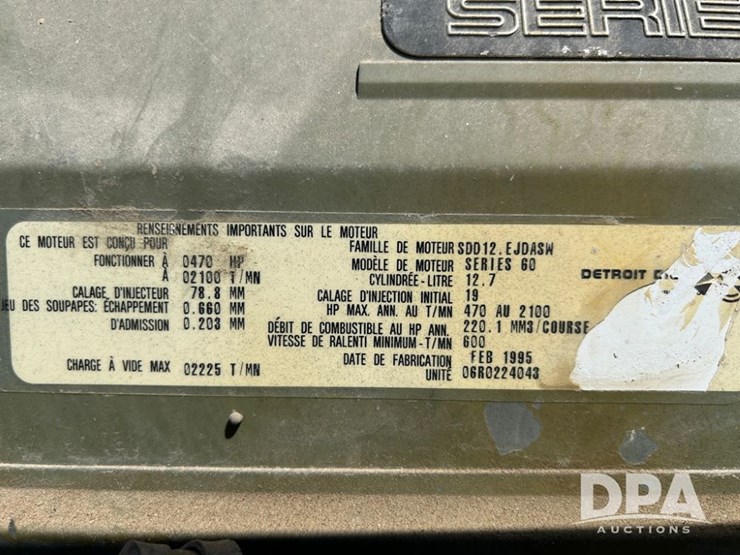 SERIE
RENSEIGNEMENTS IMPORTANTS SUR LE MOTEUR
CE MOTEUR EST CONÇU POUR
FONCTIONNER À 0470 HP
À 02100 T/MN
CALAGE D'INJECTEUR 78.8 MM
JEU DES SOUPAPES: ÉCHAPPEMENT 0.660 MM
D'ADMISSION 0.203 MM
CHARGE À VIDE MAX 02225 T/MN
FAMILLE DE MOTEUR SDD12.EJDASW
MODÈLE DE MOTEUR SERIES 60
CYLINDRÉE-LITRE 12.7
CALAGE D'INJECTION INITIAL 19
HP MAX. ANN. AU T/MN 470 AU 2100
DÉBIT DE COMBUSTIBLE AU HP ANN. 220.1 MM3/COURSE
VITESSE DE RALENTI MINIMUM-T/MN 600
DATE DE FABRICATION FEB 1995
UNITÉ 06R0224043
DETROIT
DPA
AUCTIONS